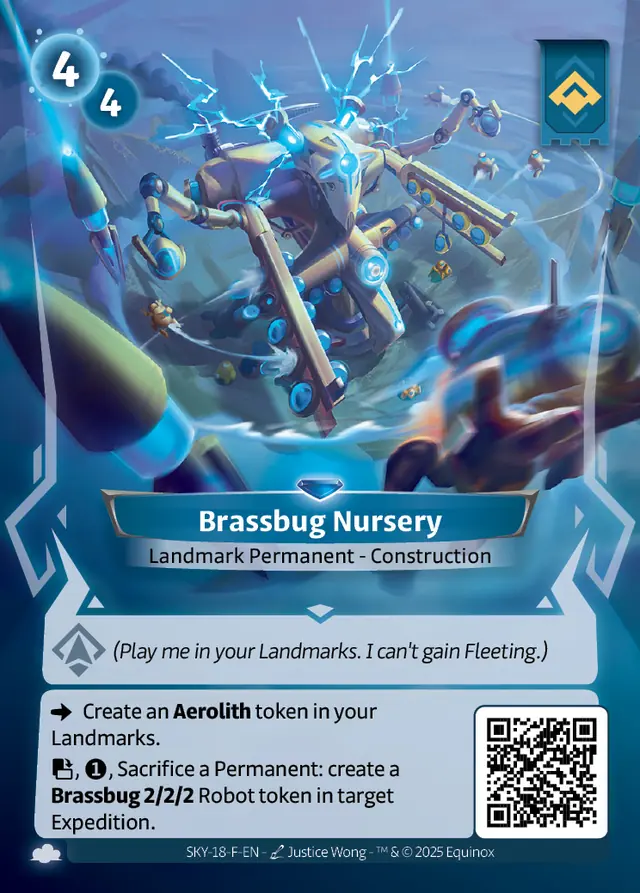 4
4
Brassbug Nursery
Landmark Permanent - Construction
(Play me in your Landmarks. I can't gain Fleeting.)
Create an Aerolith token in your
Landmarks.
, 1, Sacrifice a Permanent: create a
Brassbug 2/2/2 Robot token in target
Expedition.
SKY-18-F-EN - Justice Wong - ™ & © 2025 Equinox